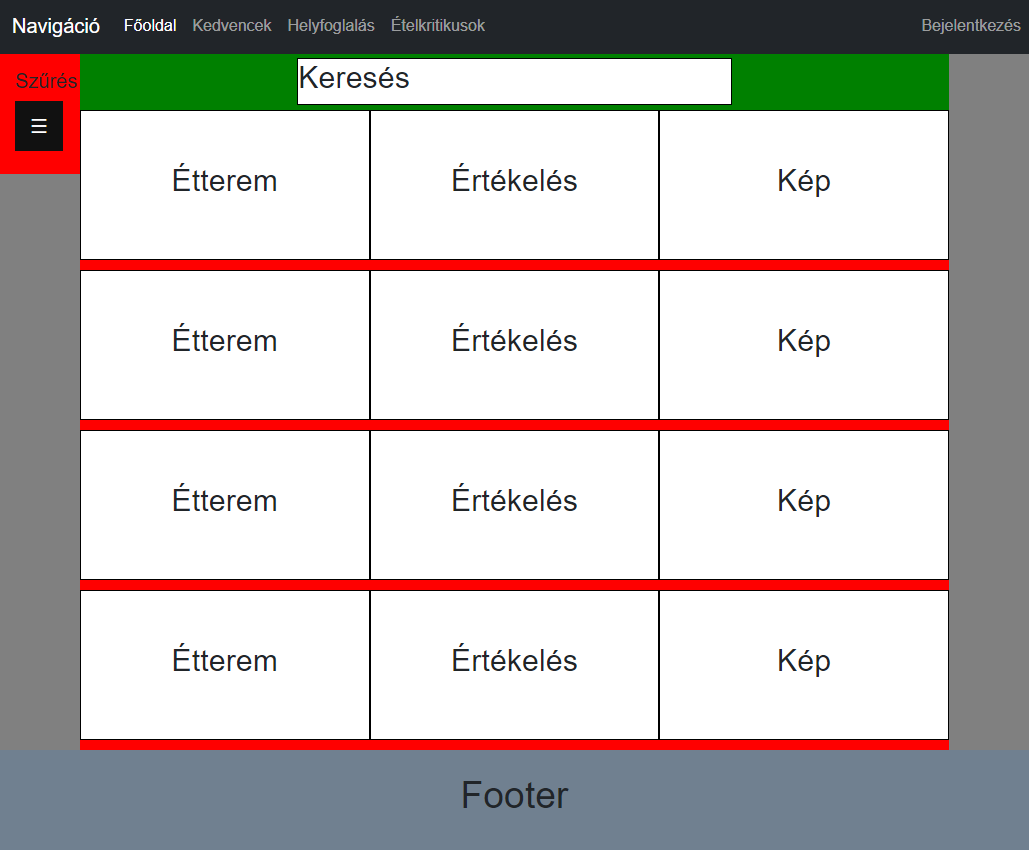 Navigáció Főoldal Kedvencek Helyfoglalás Ételkritikusok Bejelentkezés
Szűrés
☰
Keresés
Étterem Értékelés Kép
Étterem Értékelés Kép
Étterem Értékelés Kép
Étterem Értékelés Kép
Footer